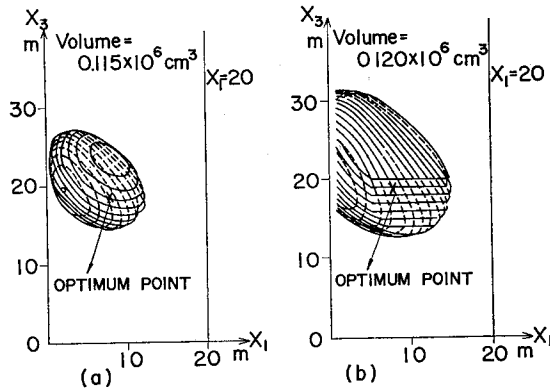 X₃
m
Volume=
0.115×10⁶ cm³
X₁=20
30
20
10
0
OPTIMUM POINT
10
20
m
X₁
(a)
X₃
m
Volume=
0.120×10⁶ cm³
X₁=20
30
20
10
0
OPTIMUM POINT
10
20
m
X₁
(b)